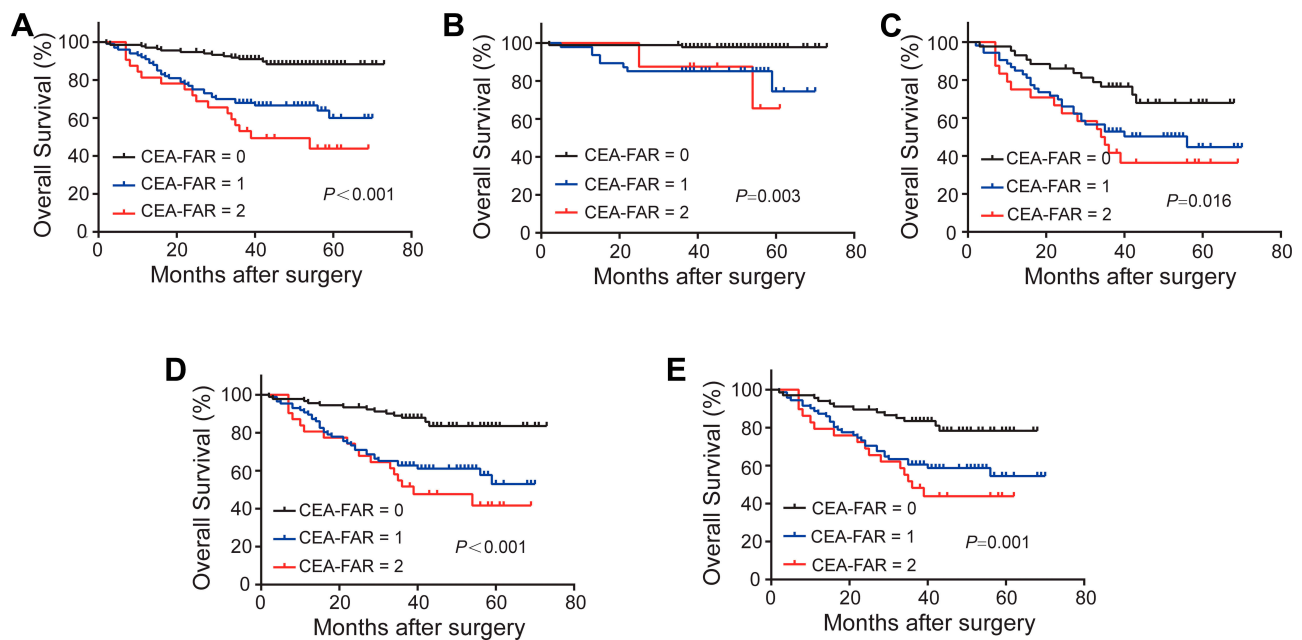 A
Overall Survival (%)
100
80
60
40
20
0
CEA-FAR = 0
CEA-FAR = 1
CEA-FAR = 2
P<0.001
0 20 40 60 80
Months after surgery
B
Overall Survival (%)
100
80
60
40
20
0
CEA-FAR = 0
CEA-FAR = 1
CEA-FAR = 2
P=0.003
0 20 40 60 80
Months after surgery
C
Overall Survival (%)
100
80
60
40
20
0
CEA-FAR = 0
CEA-FAR = 1
CEA-FAR = 2
P=0.016
0 20 40 60 80
Months after surgery
D
Overall Survival (%)
100
80
60
40
20
0
CEA-FAR = 0
CEA-FAR = 1
CEA-FAR = 2
P<0.001
0 20 40 60 80
Months after surgery
E
Overall Survival (%)
100
80
60
40
20
0
CEA-FAR = 0
CEA-FAR = 1
CEA-FAR = 2
P=0.001
0 20 40 60 80
Months after surgery